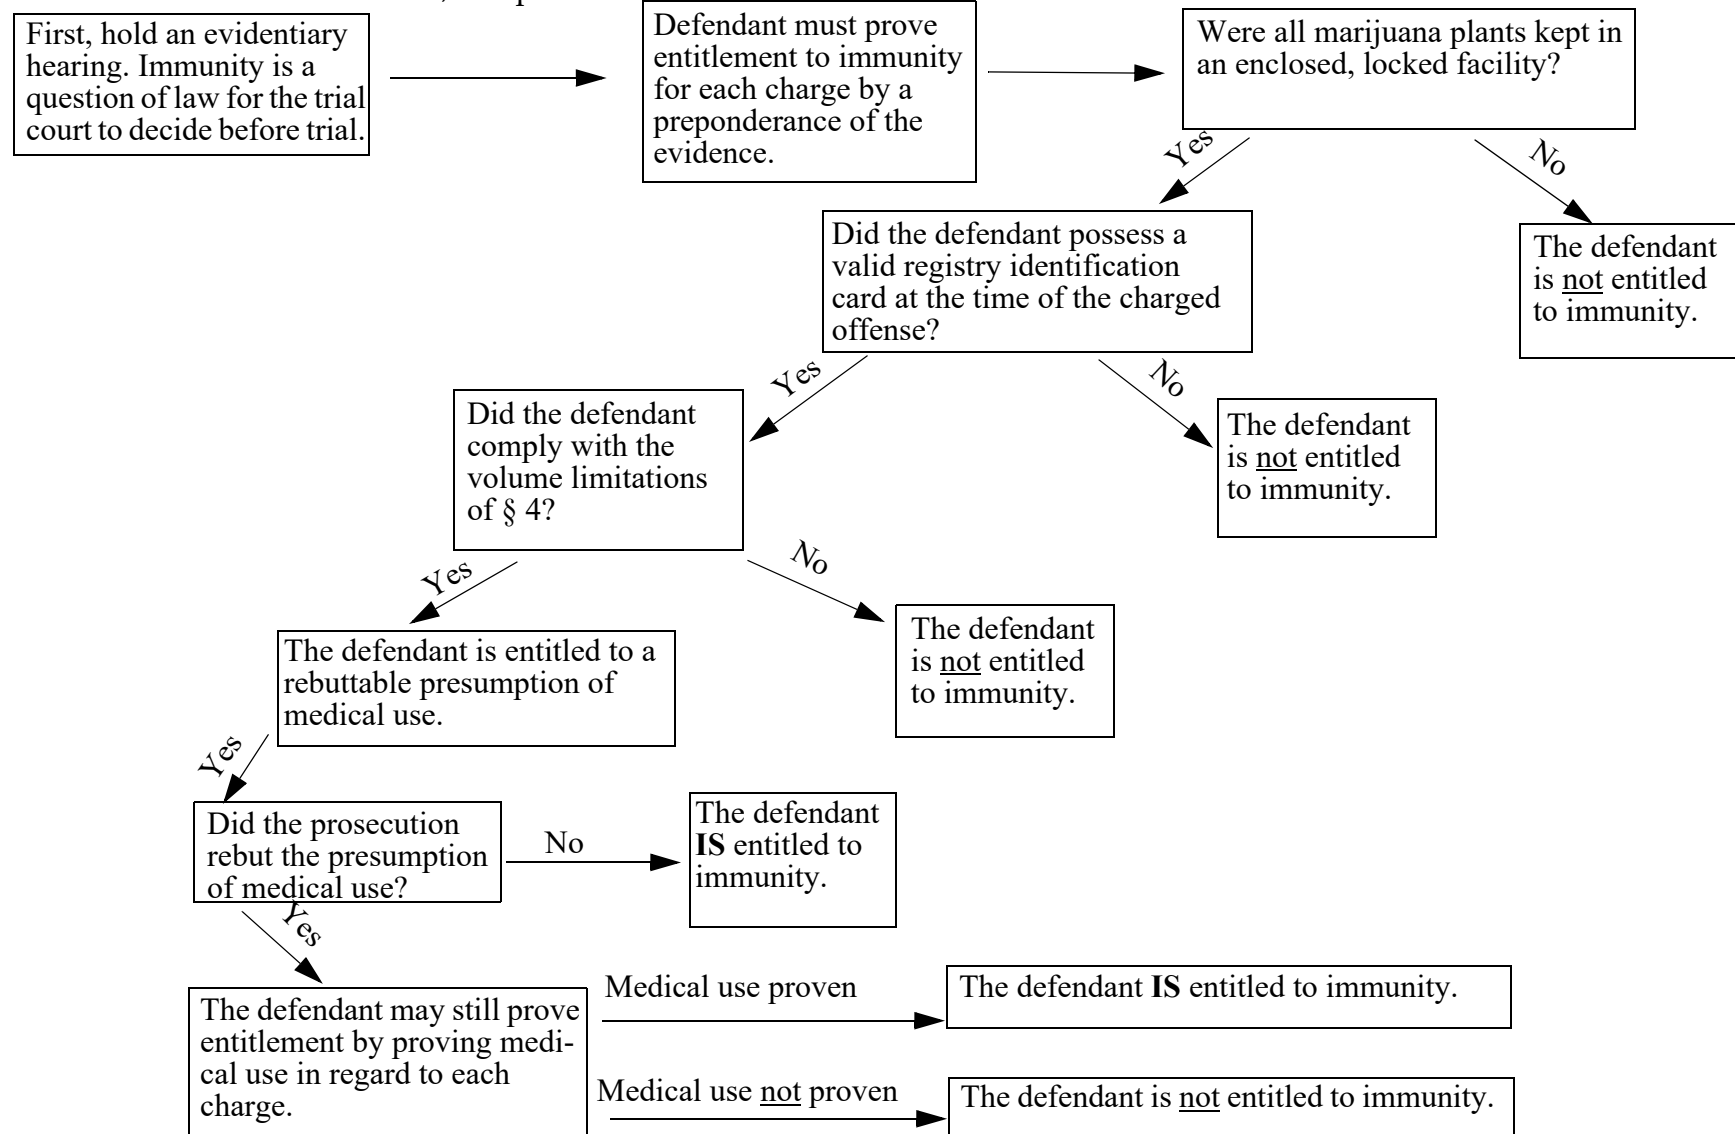 First, hold an evidentiary
hearing. Immunity is a
question of law for the trial
court to decide before trial.
Defendant must prove
entitlement to immunity
for each charge by a
preponderance of the
evidence.
Were all marijuana plants kept in
an enclosed, locked facility?
Yes
No
Did the defendant possess a
valid registry identification
card at the time of the charged
offense?
The defendant
is not entitled
to immunity.
Yes
No
Did the defendant
comply with the
volume limitations
of § 4?
The defendant
is not entitled
to immunity.
Yes
No
The defendant is entitled to a
rebuttable presumption of
medical use.
The defendant
is not entitled
to immunity.
Yes
Did the prosecution
rebut the presumption
of medical use?
No
The defendant
IS entitled to
immunity.
Yes
The defendant may still prove
entitlement by proving medi-
cal use in regard to each
charge.
Medical use proven
The defendant IS entitled to immunity.
Medical use not proven
The defendant is not entitled to immunity.